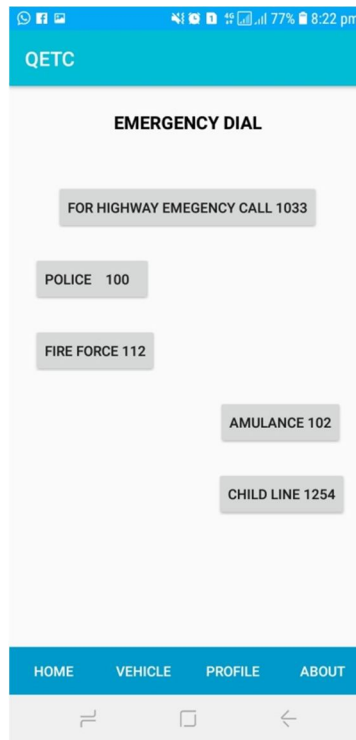 77% 8:22 pm
QETC
EMERGENCY DIAL
FOR HIGHWAY EMEGENCY CALL 1033
POLICE 100
FIRE FORCE 112
AMULANCE 102
CHILD LINE 1254
HOME VEHICLE PROFILE ABOUT